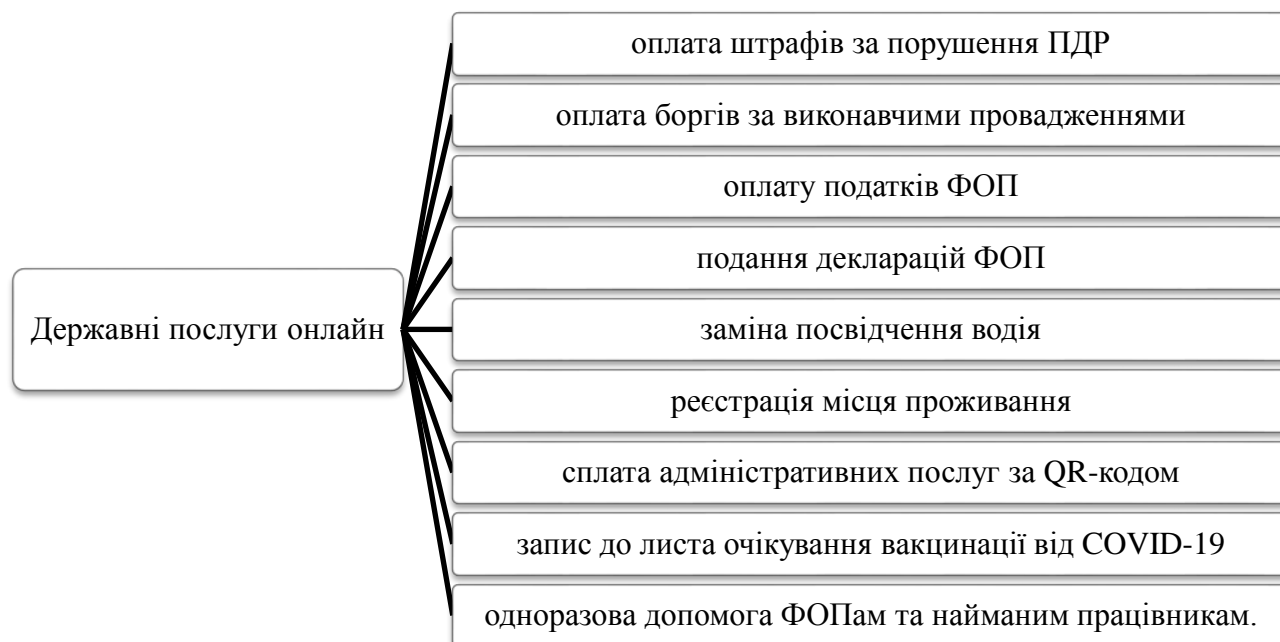 оплата штрафів за порушення ПДР
оплата боргів за виконавчими провадженнями
оплату податків ФОП
подання декларацій ФОП
Державні послуги онлайн
заміна посвідчення водія
реєстрація місця проживання
сплата адміністративних послуг за QR-кодом
запис до листа очікування вакцинації від COVID-19
одноразова допомога ФОПам та найманим працівникам.